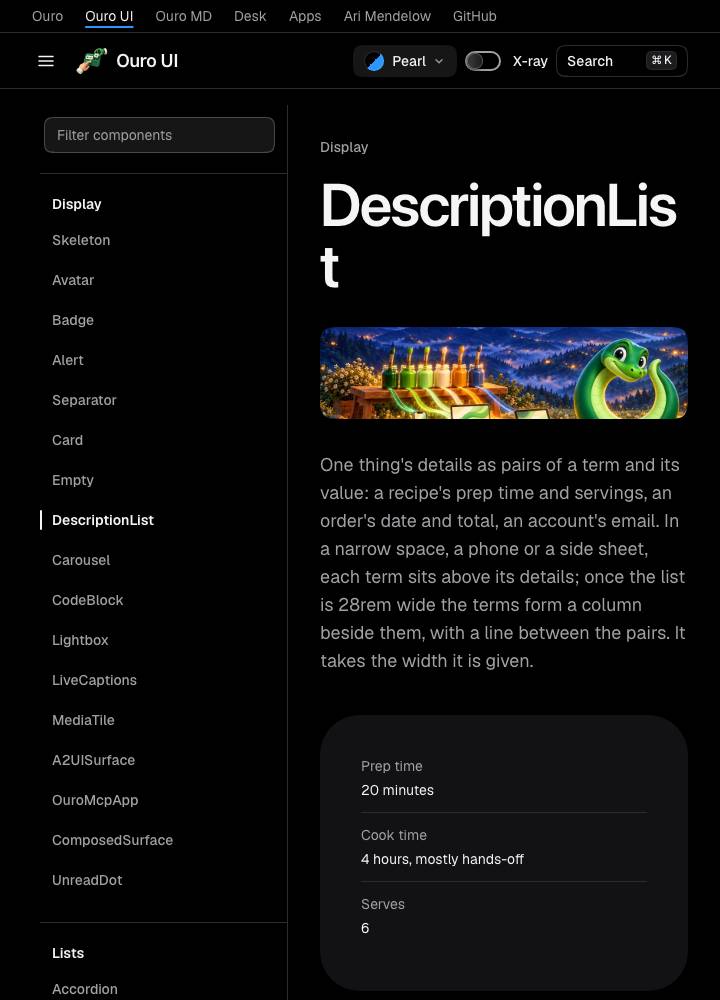 Ouro Ouro UI Ouro MD Desk Apps Ari Mendelow GitHub
Ouro UI Pearl X-ray Search ⌘ K
Filter components
Display
Skeleton
Avatar
Badge
Alert
Separator
Card
Empty
DescriptionList
Carousel
CodeBlock
Lightbox
LiveCaptions
MediaTile
A2UISurface
OuroMcpApp
ComposedSurface
UnreadDot
Lists
Accordion
Display
DescriptionLis
t
One thing's details as pairs of a term and its
value: a recipe's prep time and servings, an
order's date and total, an account's email. In
a narrow space, a phone or a side sheet,
each term sits above its details; once the list
is 28rem wide the terms form a column
beside them, with a line between the pairs. It
takes the width it is given.
Prep time
20 minutes
Cook time
4 hours, mostly hands-off
Serves
6